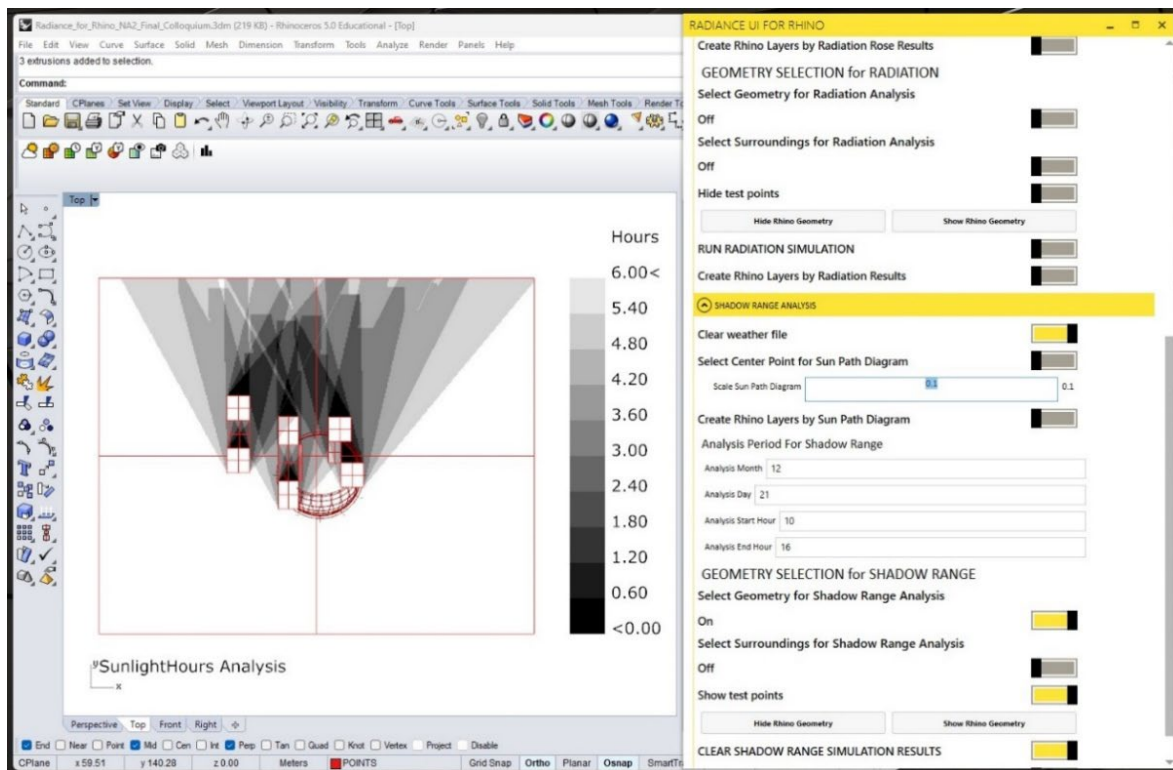 Radiance_for_Rhino_NA2_Final_Colloquium.3dm (219 KB) - Rhinoceros 5.0 Educational - [Top]
File Edit View Curve Surface Solid Mesh Dimension Transform Tools Analyze Render Panels Help
3 extrusions added to selection.
Command:
Standard CPlanes Set View Display Select Viewport Layout Visibility Transform Curve Tools Surface Tools Solid Tools Mesh Tools Render To
Top
Hours
6.00<
5.40
4.80
4.20
3.60
3.00
2.40
1.80
1.20
0.60
<0.00
y
x
SunlightHours Analysis
Perspective Top Front Right
End Near Point Mid Cen Int Perp Tan Quad Knot Vertex Project Disable
CPlane x 59.51 y 140.28 z 0.00 Meters POINTS Grid Snap Ortho Planar Osnap SmartTra
RADIANCE UI FOR RHINO
Create Rhino Layers by Radiation Rose Results
GEOMETRY SELECTION for RADIATION
Select Geometry for Radiation Analysis
Off
Select Surroundings for Radiation Analysis
Off
Hide test points
Hide Rhino Geometry Show Rhino Geometry
RUN RADIATION SIMULATION
Create Rhino Layers by Radiation Results
SHADOW RANGE ANALYSIS
Clear weather file
Select Center Point for Sun Path Diagram
Scale Sun Path Diagram 0.1 0.1
Create Rhino Layers by Sun Path Diagram
Analysis Period For Shadow Range
Analysis Month 12
Analysis Day 21
Analysis Start Hour 10
Analysis End Hour 16
GEOMETRY SELECTION for SHADOW RANGE
Select Geometry for Shadow Range Analysis
On
Select Surroundings for Shadow Range Analysis
Off
Show test points
Hide Rhino Geometry Show Rhino Geometry
CLEAR SHADOW RANGE SIMULATION RESULTS